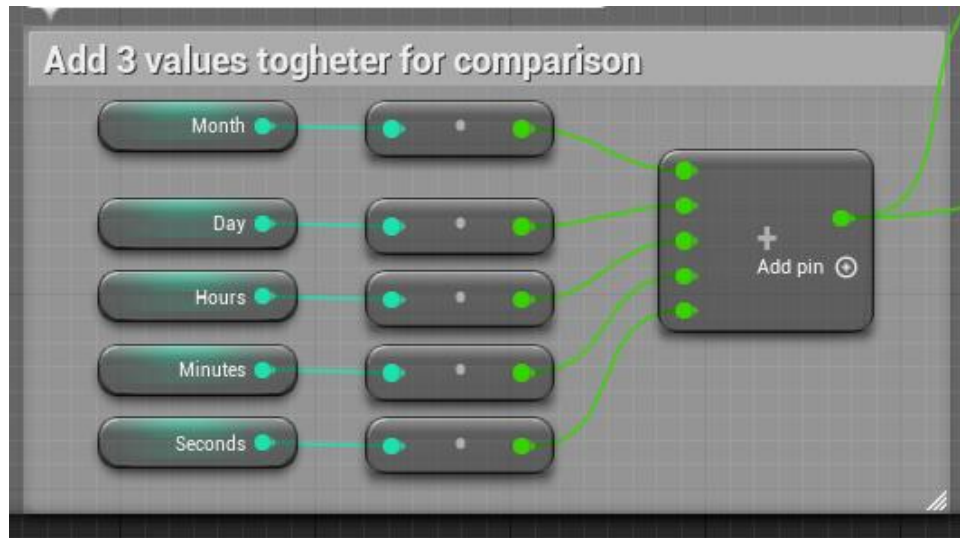 Add 3 values togheter for comparison
Month
Day
Hours
Minutes
Seconds
+
Add pin